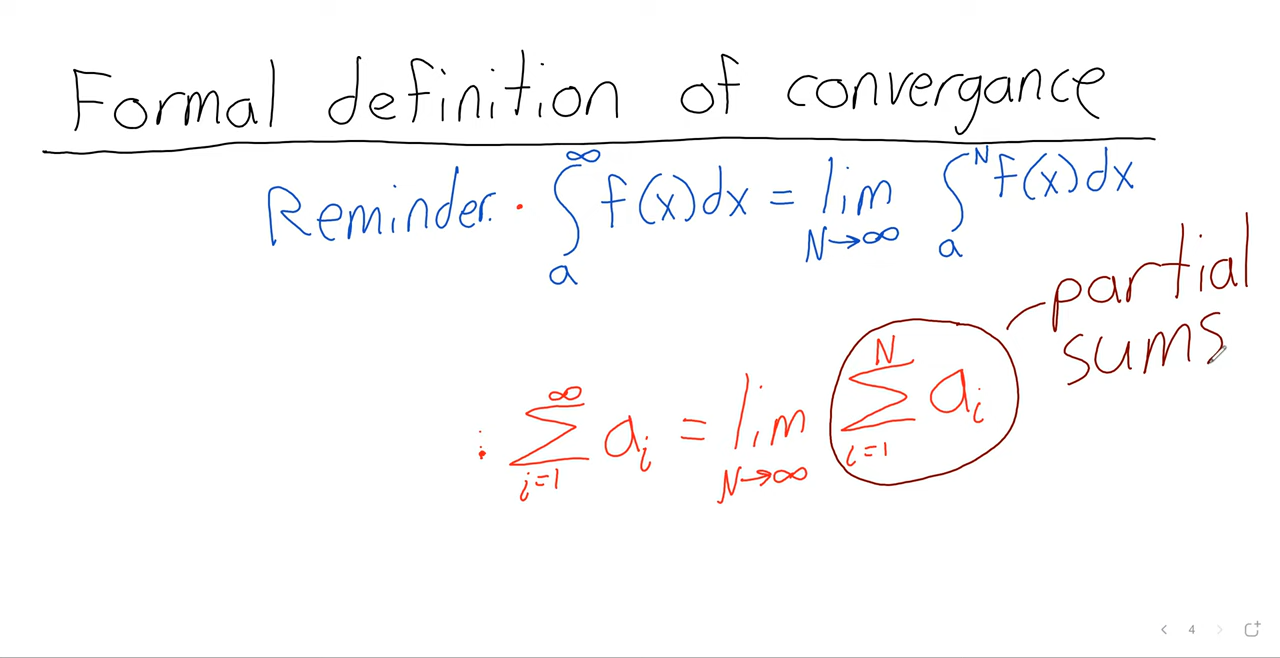 Formal definition of convergance
Reminder: ∫_a^∞ f(x)dx = lim_{N→∞} ∫_a^N f(x)dx
partial
sums
: ∑_{i=1}^∞ a_i = lim_{N→∞} ∑_{i=1}^N a_i
4